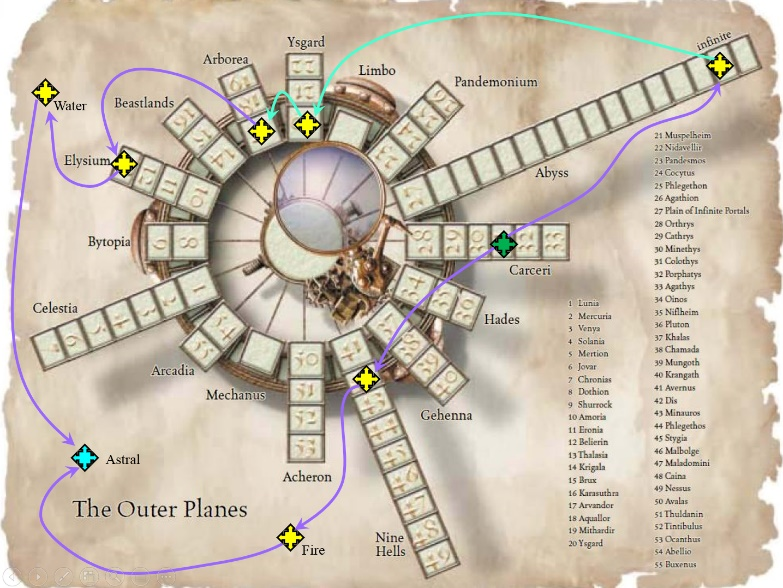 infinite
Ysgard
Arborea
Limbo
Pandemonium
Beastlands
Water
Elysium
Abyss
Bytopia
Carceri
Celestia
Hades
Arcadia
Mechanus
Gehenna
Acheron
Astral
Nine
Hells
Fire
The Outer Planes
1 Lunia
2 Mercuria
3 Venya
4 Solania
5 Mertion
6 Jovar
7 Chronias
8 Dothion
9 Shurrock
10 Amoria
11 Eronia
12 Belierin
13 Thalasia
14 Krigala
15 Brux
16 Karasuthra
17 Arvandor
18 Aquallor
19 Mithardir
20 Ysgard
21 Muspelheim
22 Nidavellir
23 Pandesmos
24 Cocytus
25 Phlegethon
26 Agathion
27 Plain of Infinite Portals
28 Orthrys
29 Cathrys
30 Minethys
31 Colothys
32 Porphatys
33 Agathys
34 Oinos
35 Niflheim
36 Pluton
37 Khalas
38 Chamada
39 Mungoth
40 Krangath
41 Avernus
42 Dis
43 Minauros
44 Phlegethos
45 Stygia
46 Malbolge
47 Maladomini
48 Caina
49 Nessus
50 Avalas
51 Thuldanin
52 Tintibulus
53 Ocanthus
54 Abellio
55 Buxenus